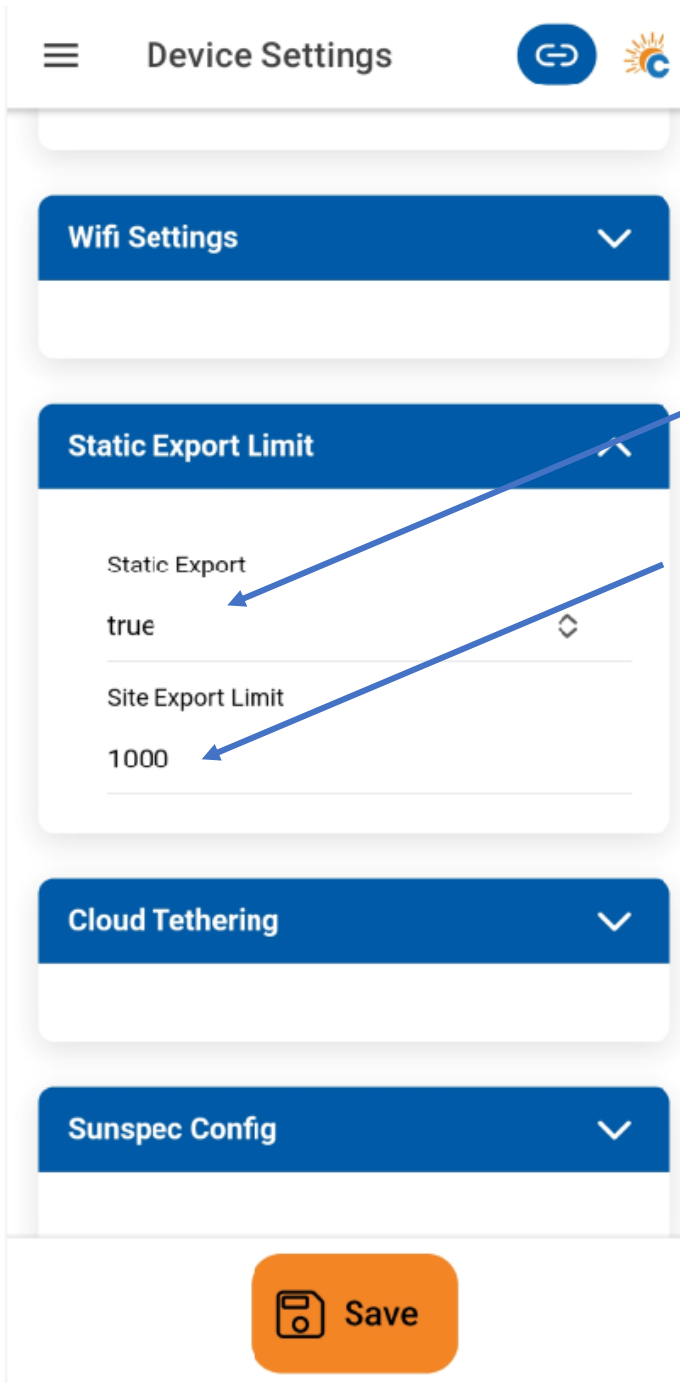 Device Settings
Wifi Settings
Static Export Limit
Static Export
true
Site Export Limit
1000
Cloud Tethering
Sunspec Config
Save